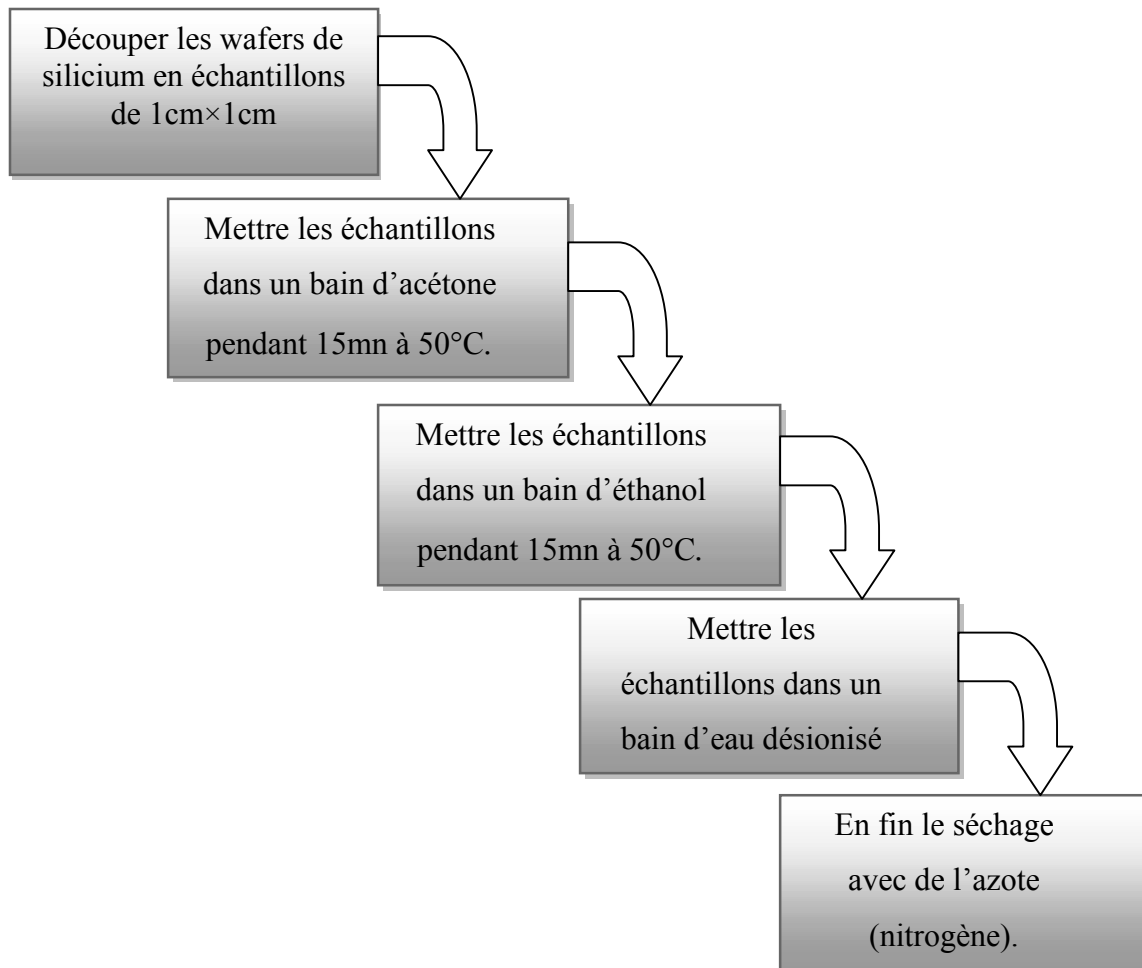 Découper les wafers de
silicium en échantillons
de 1cm×1cm
Mettre les échantillons
dans un bain d’acétone
pendant 15mn à 50°C.
Mettre les échantillons
dans un bain d’éthanol
pendant 15mn à 50°C.
Mettre les
échantillons dans un
bain d’eau désionisé
En fin le séchage
avec de l’azote
(nitrogène).